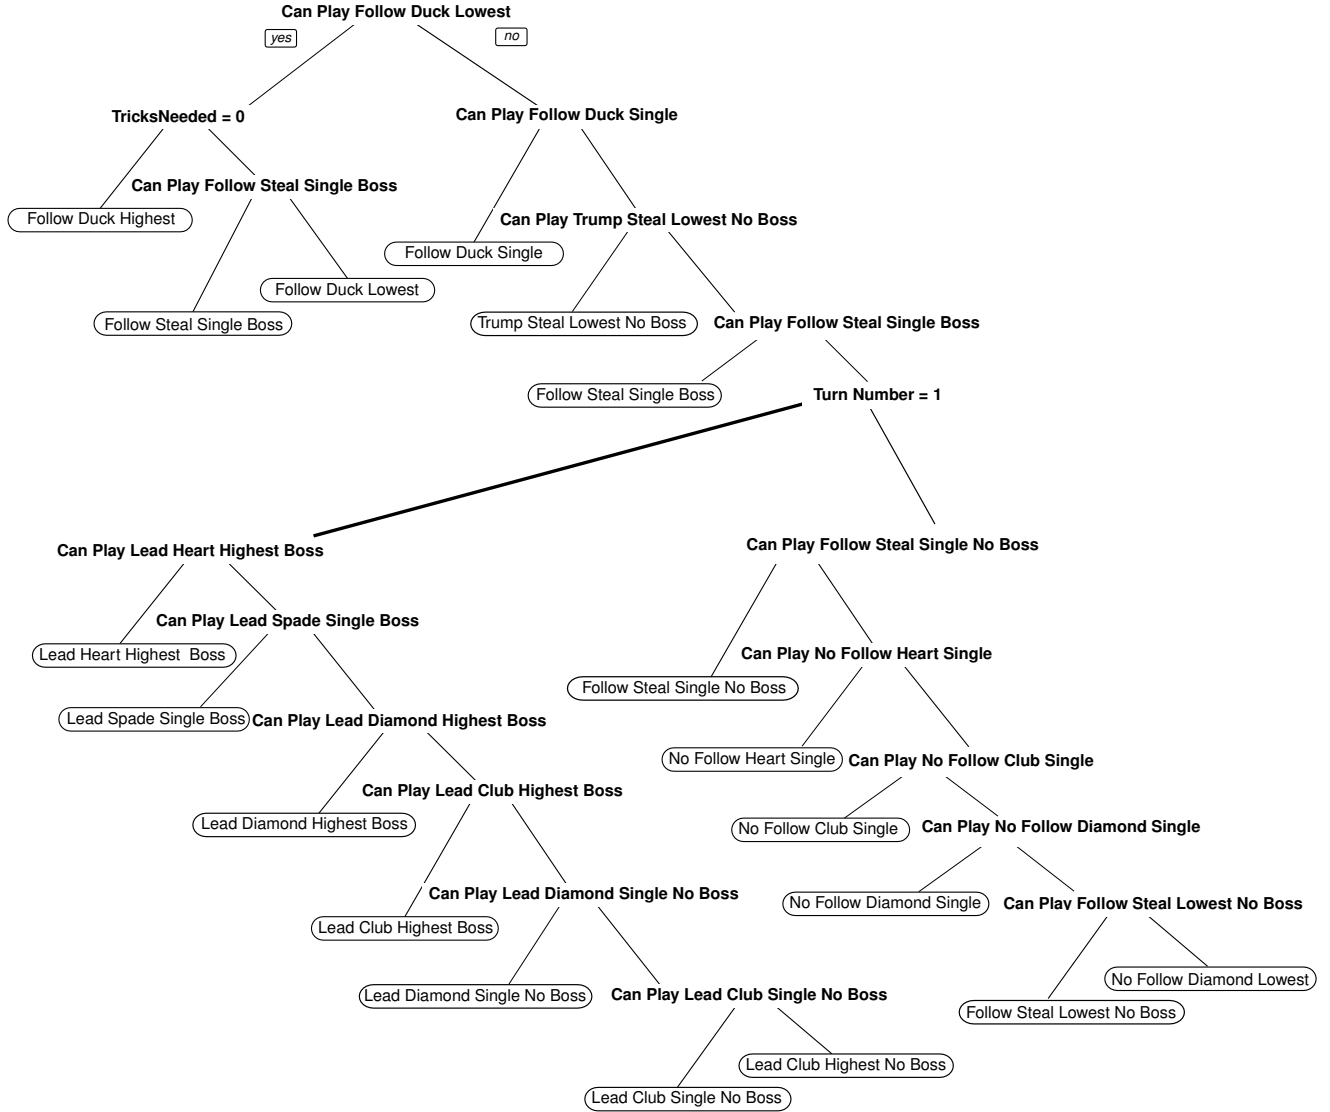 Can Play Follow Duck Lowest
yes
no
TricksNeeded = 0
Can Play Follow Duck Single
Can Play Follow Steal Single Boss
Follow Duck Highest
Can Play Trump Steal Lowest No Boss
Follow Duck Single
Follow Duck Lowest
Follow Steal Single Boss
Trump Steal Lowest No Boss
Can Play Follow Steal Single Boss
Follow Steal Single Boss
Turn Number = 1
Can Play Lead Heart Highest Boss
Can Play Follow Steal Single No Boss
Can Play Lead Spade Single Boss
Lead Heart Highest Boss
Can Play No Follow Heart Single
Follow Steal Single No Boss
Lead Spade Single Boss
Can Play Lead Diamond Highest Boss
No Follow Heart Single
Can Play No Follow Club Single
Can Play Lead Club Highest Boss
Lead Diamond Highest Boss
No Follow Club Single
Can Play No Follow Diamond Single
Can Play Lead Diamond Single No Boss
No Follow Diamond Single
Can Play Follow Steal Lowest No Boss
Lead Club Highest Boss
No Follow Diamond Lowest
Lead Diamond Single No Boss
Can Play Lead Club Single No Boss
Follow Steal Lowest No Boss
Lead Club Highest No Boss
Lead Club Single No Boss